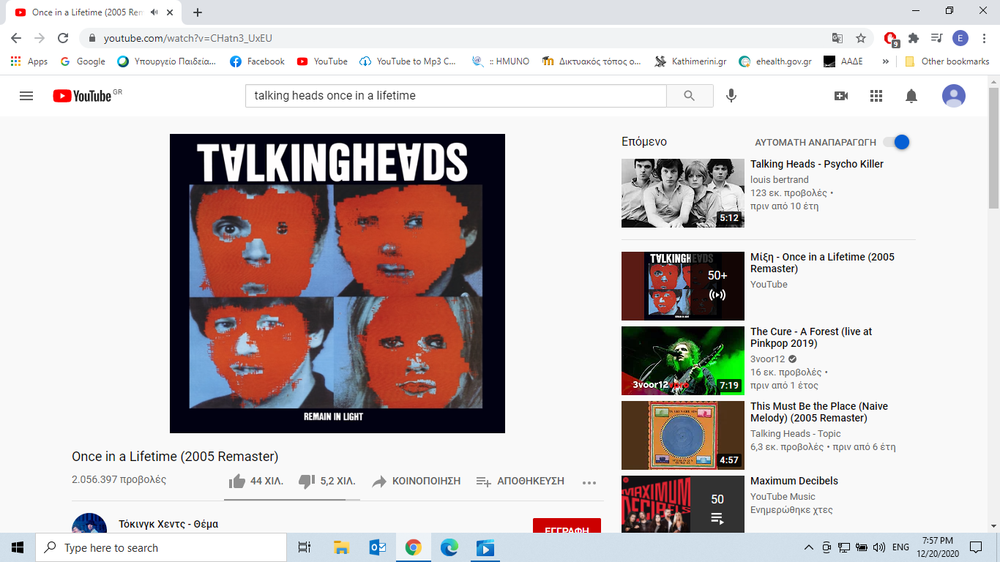 Once in a Lifetime (2005 Rem
youtube.com/watch?v=CHatn3_UxEU
9
E
Apps
Google
Υπουργείο Παιδεία...
Facebook
YouTube
YouTube to Mp3 C...
:: ΗΜUΝΟ
Δικτυακός τόπος ο...
Kathimerini.gr
ehealth.gov.gr
ΑΑΔΕ
»
Other bookmarks
YouTube GR
talking heads once in a lifetime
TALKINGHEADS
REMAIN IN LIGHT
Once in a Lifetime (2005 Remaster)
2.056.397 προβολές
44 ΧΙΛ.
5,2 ΧΙΛ.
ΚΟΙΝΟΠΟΙΗΣΗ
ΑΠΟΘΗΚΕΥΣΗ
Τόκινγκ Χεντς - Θέμα
ΕΓΓΡΑΦΗ
Επόμενο
ΑΥΤΟΜΑΤΗ ΑΝΑΠΑΡΑΓΩΓΗ
5:12
Talking Heads - Psycho Killer
louis bertrand
123 εκ. προβολές •
πριν από 10 έτη
TALKINGHEADS
50+
REMAIN IN LIGHT
Μίξη - Once in a Lifetime (2005
Remaster)
YouTube
3voor12vpro
7:19
The Cure - A Forest (live at
Pinkpop 2019)
3voor12
16 εκ. προβολές •
πριν από 1 έτος
4:57
This Must Be the Place (Naive
Melody) (2005 Remaster)
Talking Heads - Topic
6,3 εκ. προβολές • πριν από 6 έτη
MAXIMUM
DECIBELS
50
Maximum Decibels
YouTube Music
Ενημερώθηκε χτες
Type here to search
ENG
7:57 PM
12/20/2020